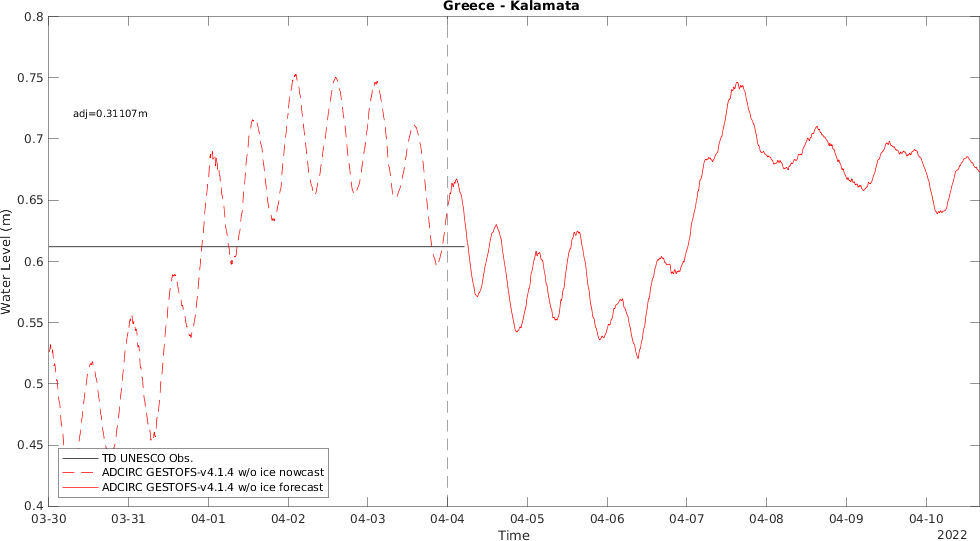 Greece - Kalamata
0.8
0.75
0.7
0.65
0.6
0.55
0.5
0.45
0.4
Water Level (m)
adj=0.31107m
TD UNESCO Obs.
ADCIRC GESTOFS-v4.1.4 w/o ice nowcast
ADCIRC GESTOFS-v4.1.4 w/o ice forecast
03-30 03-31 04-01 04-02 04-03 04-04 04-05 04-06 04-07 04-08 04-09 04-10
Time
2022